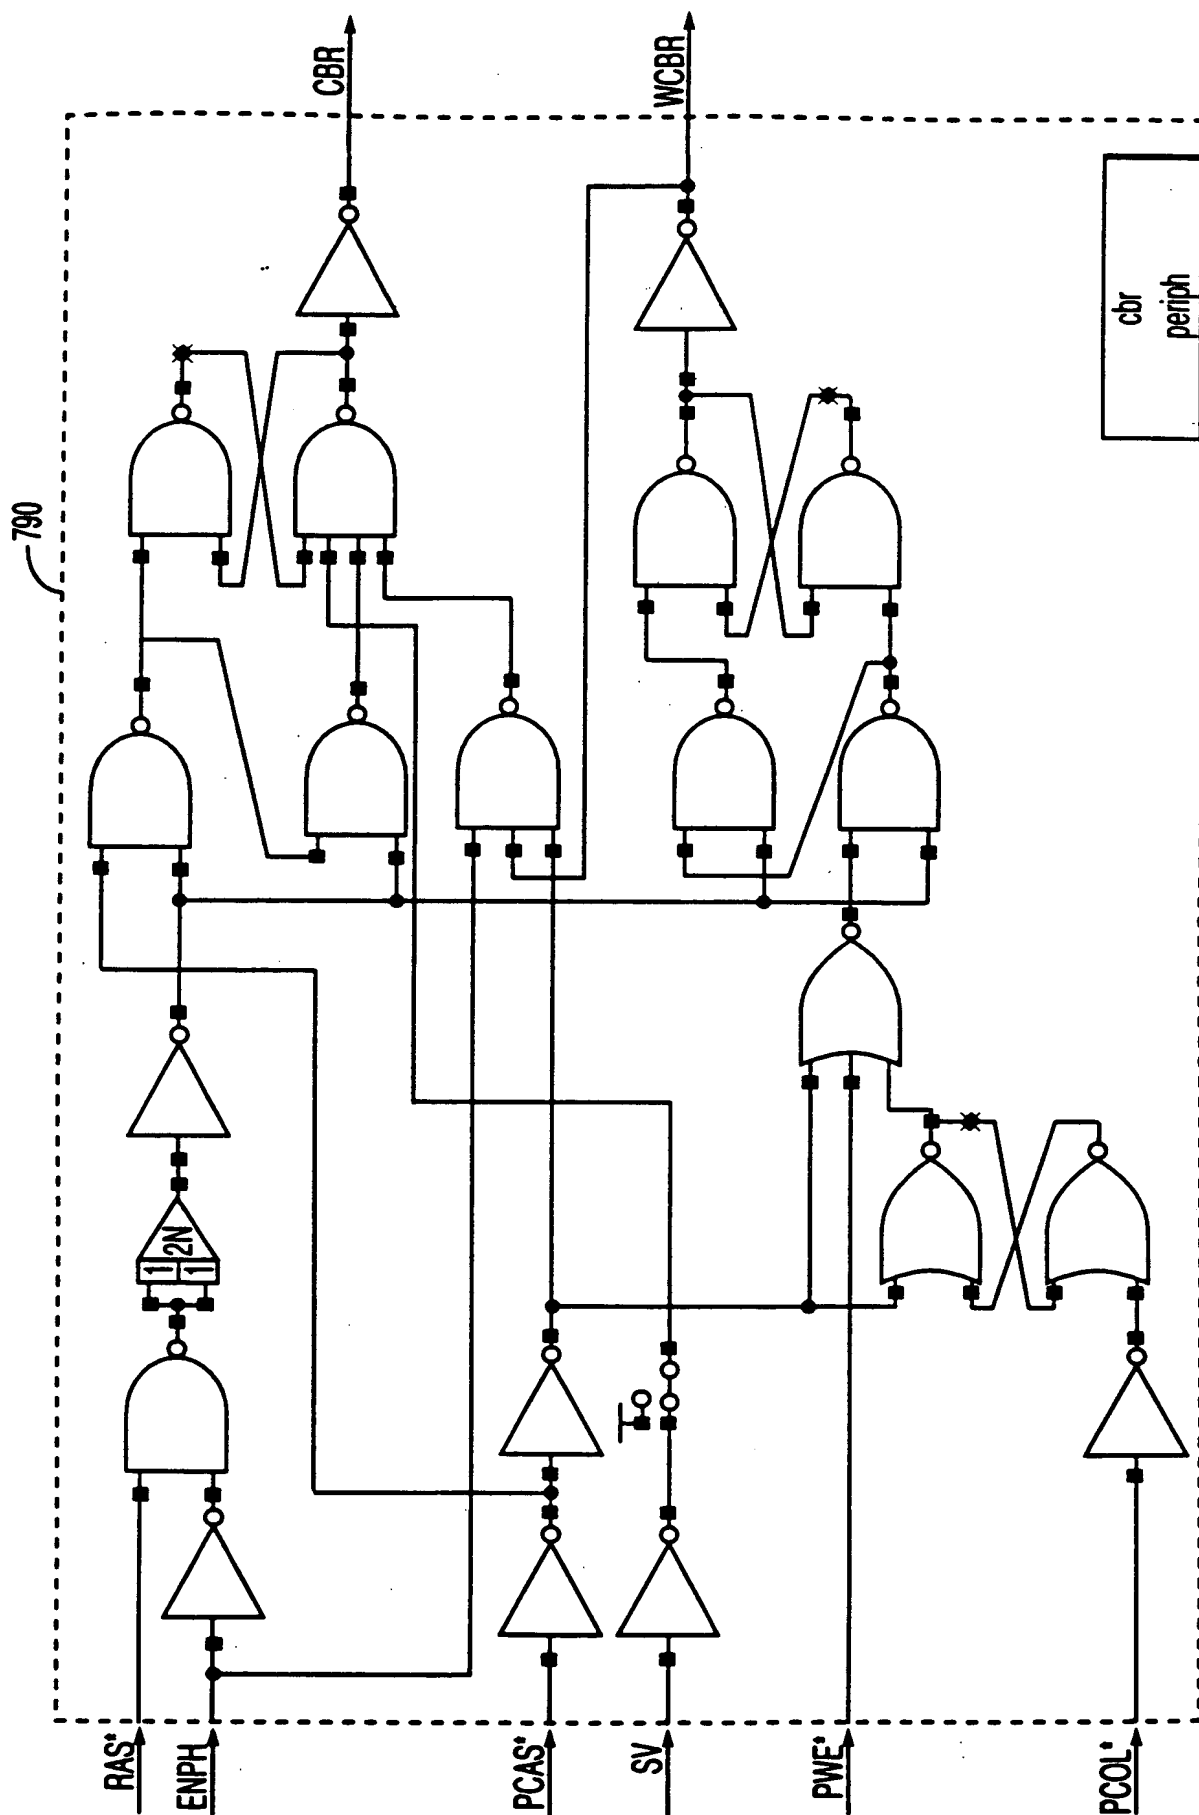 790
CBR
WCBR
cbr
periph
1
1
2N
RAS*
ENPH
PCAS*
SV
PWE*
PCOL*